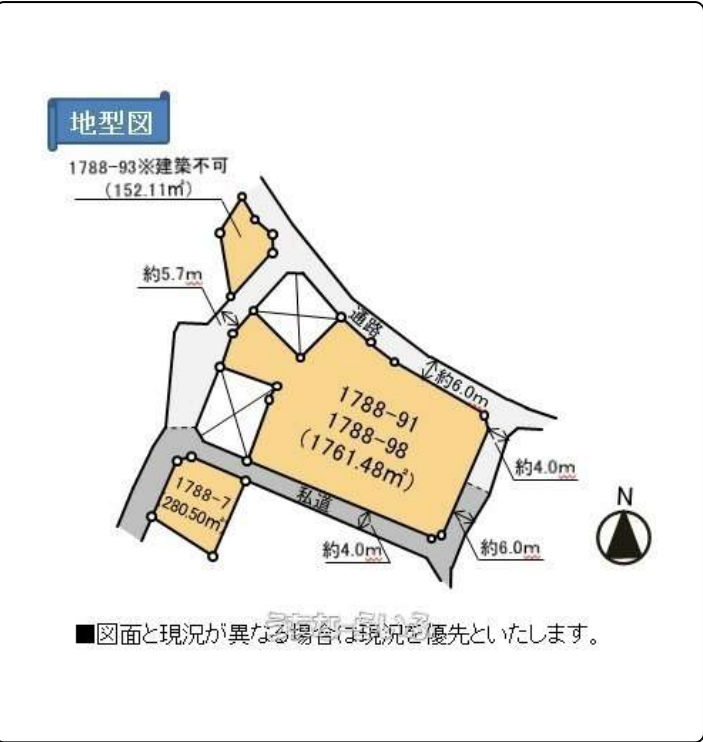 地型図
1788-93※建築不可
(152.11㎡)
約5.7m
通路
約6.0m
1788-91
1788-98
(1761.48㎡)
約4.0m
1788-7
280.50㎡
私道
N
約4.0m
約6.0m
■図面と現況が異なる場合は現況を優先といたします。